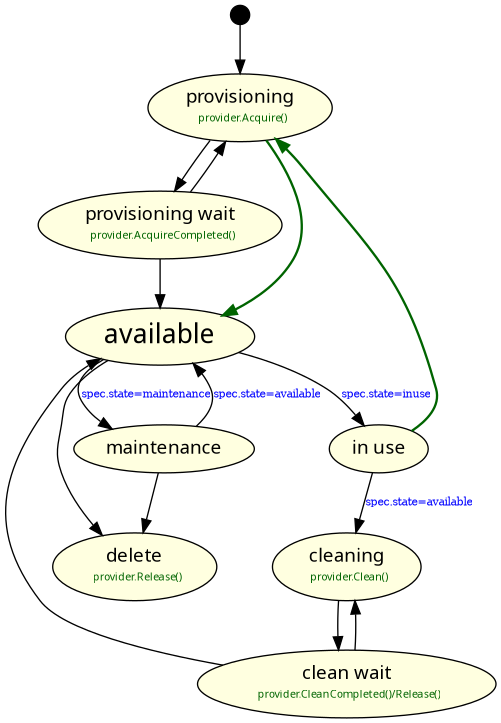 provisioning
provider.Acquire()
provisioning wait
provider.AcquireCompleted()
available
spec.state=maintenance
spec.state=available
spec.state=inuse
maintenance
in use
spec.state=available
delete
provider.Release()
cleaning
provider.Clean()
clean wait
provider.CleanCompleted()/Release()